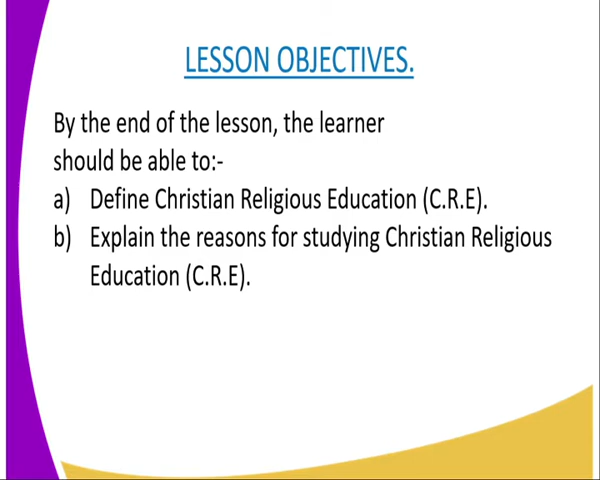 LESSON OBJECTIVES.
By the end of the lesson, the learner
should be able to:-
a) Define Christian Religious Education (C.R.E).
b) Explain the reasons for studying Christian Religious
Education (C.R.E).